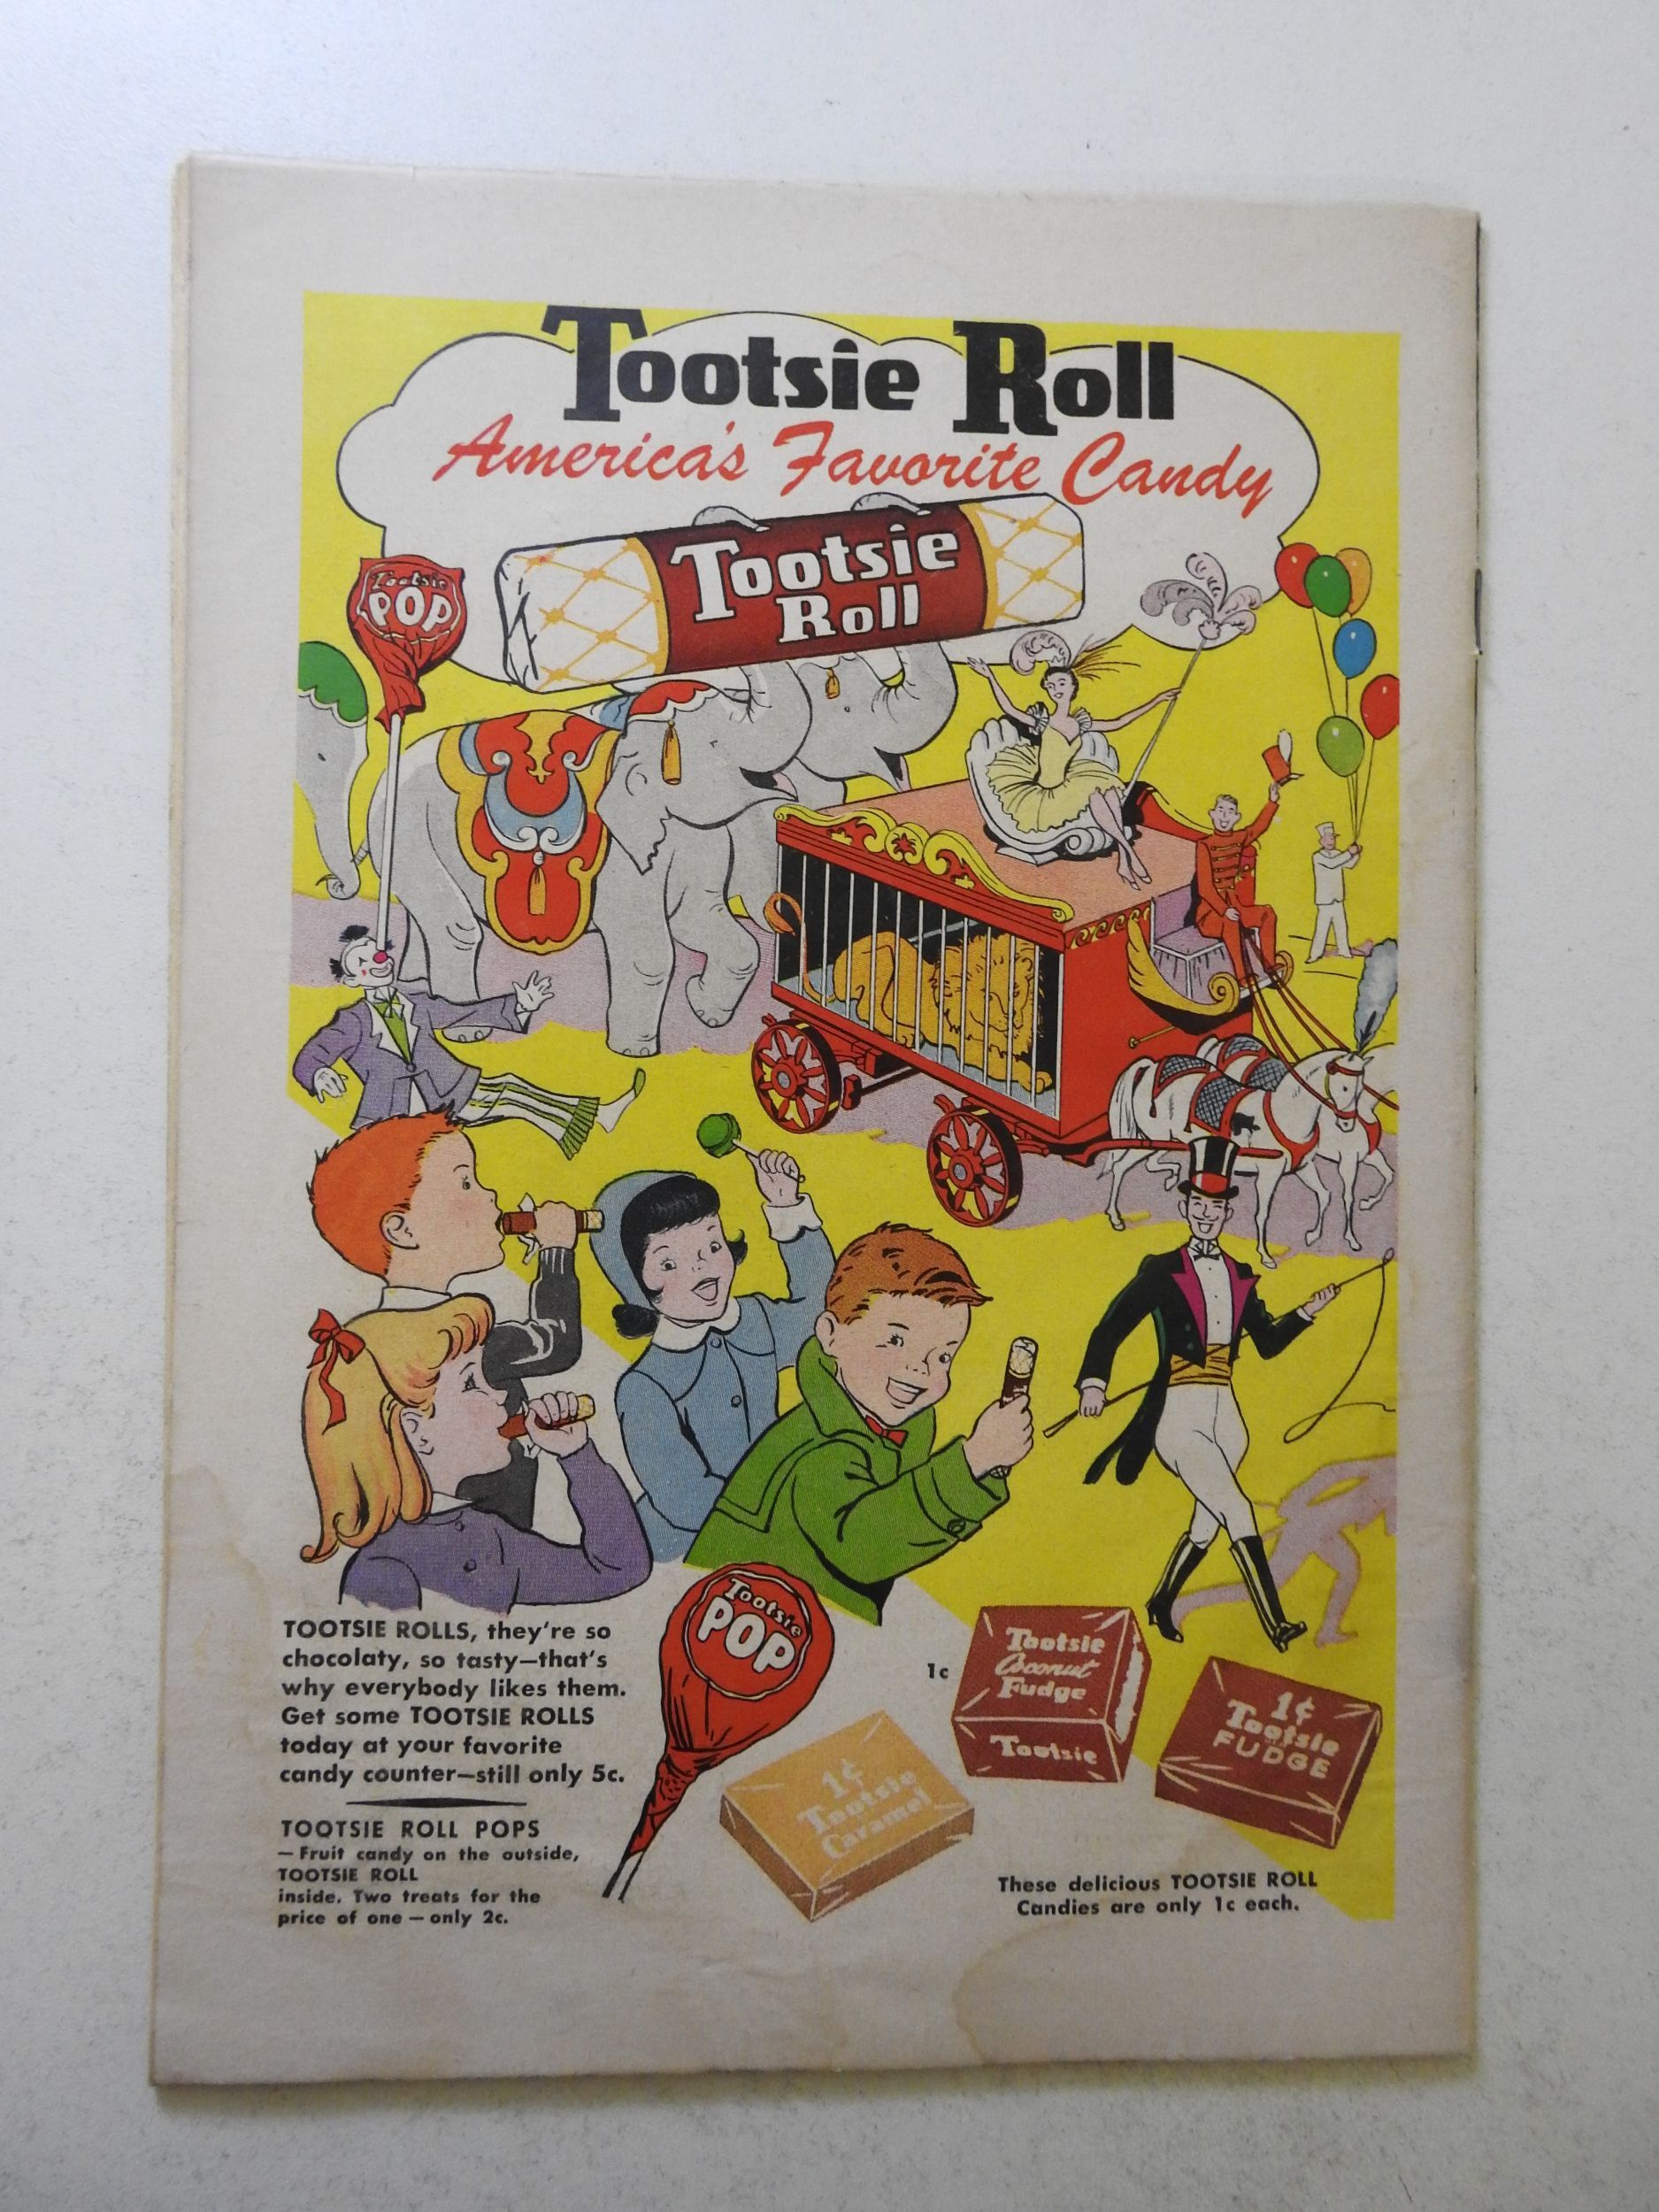 Tootsie Roll
America's Favorite Candy
Tootsie
Roll
Tootsie
POP
TOOTSIE ROLLS, they're so
chocolaty, so tasty—that's
why everybody likes them.
Get some TOOTSIE ROLLS
today at your favorite
candy counter—still only 5c.
TOOTSIE ROLL POPS
— Fruit candy on the outside,
TOOTSIE ROLL
inside. Two treats for the
price of one — only 2c.
Tootsie
POP
1¢
Tootsie
Caramel
1c
Tootsie
Coconut
Fudge
Tootsie
1¢
Tootsie
FUDGE
These delicious TOOTSIE ROLL
Candies are only 1c each.